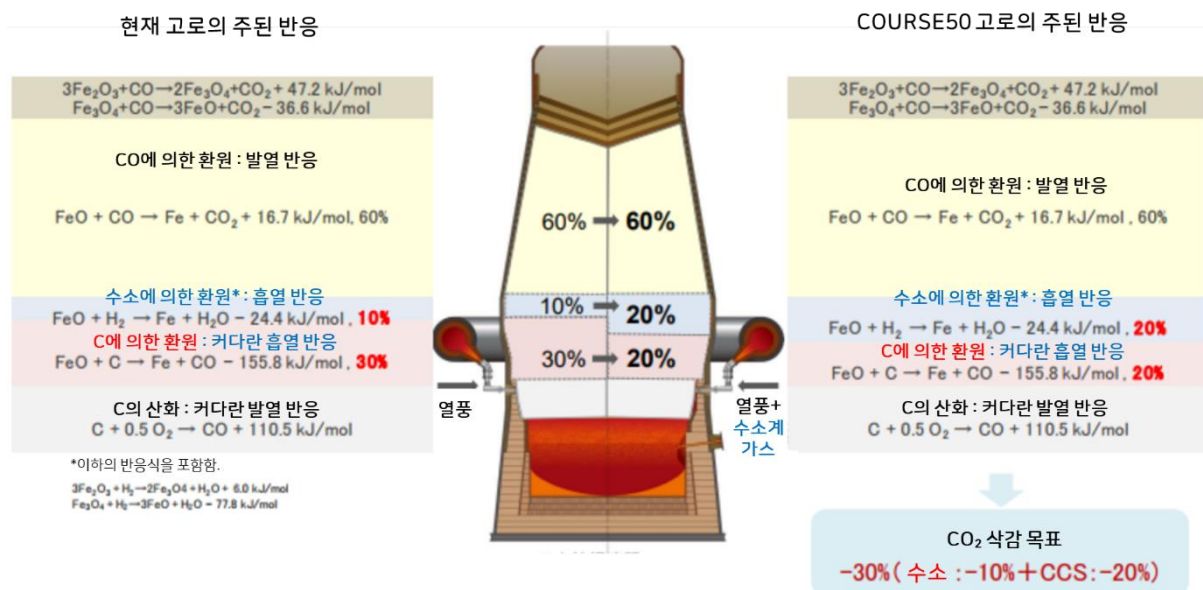 현재 고로의 주된 반응
3Fe₂O₃+CO→2Fe₃O₄+CO₂+ 47.2 kJ/mol
Fe₃O₄+CO→3FeO+CO₂− 36.6 kJ/mol
CO에 의한 환원 : 발열 반응
FeO + CO → Fe + CO₂ + 16.7 kJ/mol, 60%
수소에 의한 환원* : 흡열 반응
FeO + H₂ → Fe + H₂O − 24.4 kJ/mol , 10%
C에 의한 환원 : 커다란 흡열 반응
FeO + C → Fe + CO − 155.8 kJ/mol, 30%
C의 산화 : 커다란 발열 반응
C + 0.5 O₂ → CO + 110.5 kJ/mol
*이하의 반응식을 포함함.
3Fe₂O₃ + H₂→2Fe₃O4 + H₂O + 6.0 kJ/mol
Fe₃O₄ + H₂→3FeO + H₂O − 77.8 kJ/mol
60% → 60%
10% → 20%
30% → 20%
열풍
열풍+
수소계
가스
COURSE50 고로의 주된 반응
3Fe₂O₃+CO→2Fe₃O₄+CO₂+ 47.2 kJ/mol
Fe₃O₄+CO→3FeO+CO₂− 36.6 kJ/mol
CO에 의한 환원 : 발열 반응
FeO + CO → Fe + CO₂ + 16.7 kJ/mol , 60%
수소에 의한 환원* : 흡열 반응
FeO + H₂ → Fe + H₂O − 24.4 kJ/mol, 20%
C에 의한 환원 : 커다란 흡열 반응
FeO + C → Fe + CO − 155.8 kJ/mol, 20%
C의 산화 : 커다란 발열 반응
C + 0.5 O₂ → CO + 110.5 kJ/mol
CO₂ 삭감 목표
−30%( 수소 :−10%+CCS:−20%)